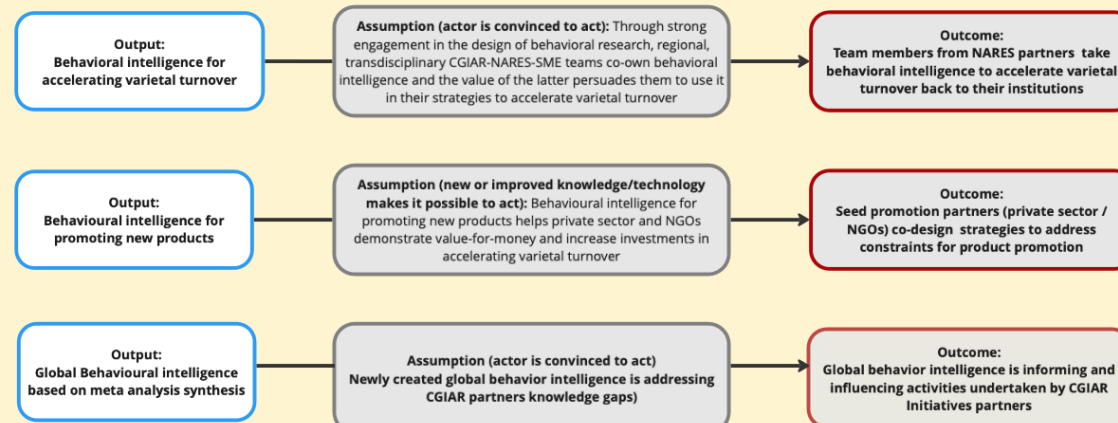 Output:
Behavioral intelligence for
accelerating varietal turnover
Assumption (actor is convinced to act): Through strong
engagement in the design of behavioral research, regional,
transdisciplinary CGIAR-NARES-SME teams co-own behavioral
intelligence and the value of the latter persuades them to use it
in their strategies to accelerate varietal turnover
Outcome:
Team members from NARES partners take
behavioral intelligence to accelerate varietal
turnover back to their institutions
Output:
Behavioural intelligence for
promoting new products
Assumption (new or improved knowledge/technology
makes it possible to act): Behavioural intelligence for
promoting new products helps private sector and NGOs
demonstrate value-for-money and increase investments in
accelerating varietal turnover
Outcome:
Seed promotion partners (private sector /
NGOs) co-design strategies to address
constraints for product promotion
Output:
Global Behavioural intelligence
based on meta analysis synthesis
Assumption (actor is convinced to act)
Newly created global behavior intelligence is addressing
CGIAR partners knowledge gaps)
Outcome:
Global behavior intelligence is informing and
influencing activities undertaken by CGIAR
Initiatives partners